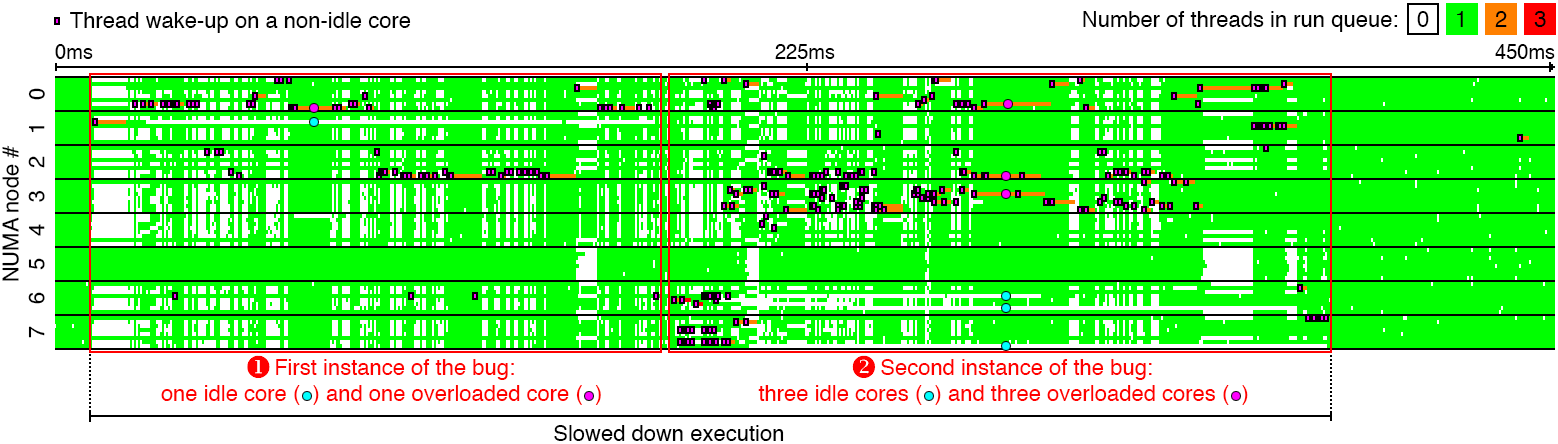 Thread wake-up on a non-idle core
Number of threads in run queue: 0 1 2 3
0ms 225ms 450ms
NUMA node #
0
1
2
3
4
5
6
7
1 First instance of the bug:
one idle core ( ) and one overloaded core ( )
2 Second instance of the bug:
three idle cores ( ) and three overloaded cores ( )
Slowed down execution